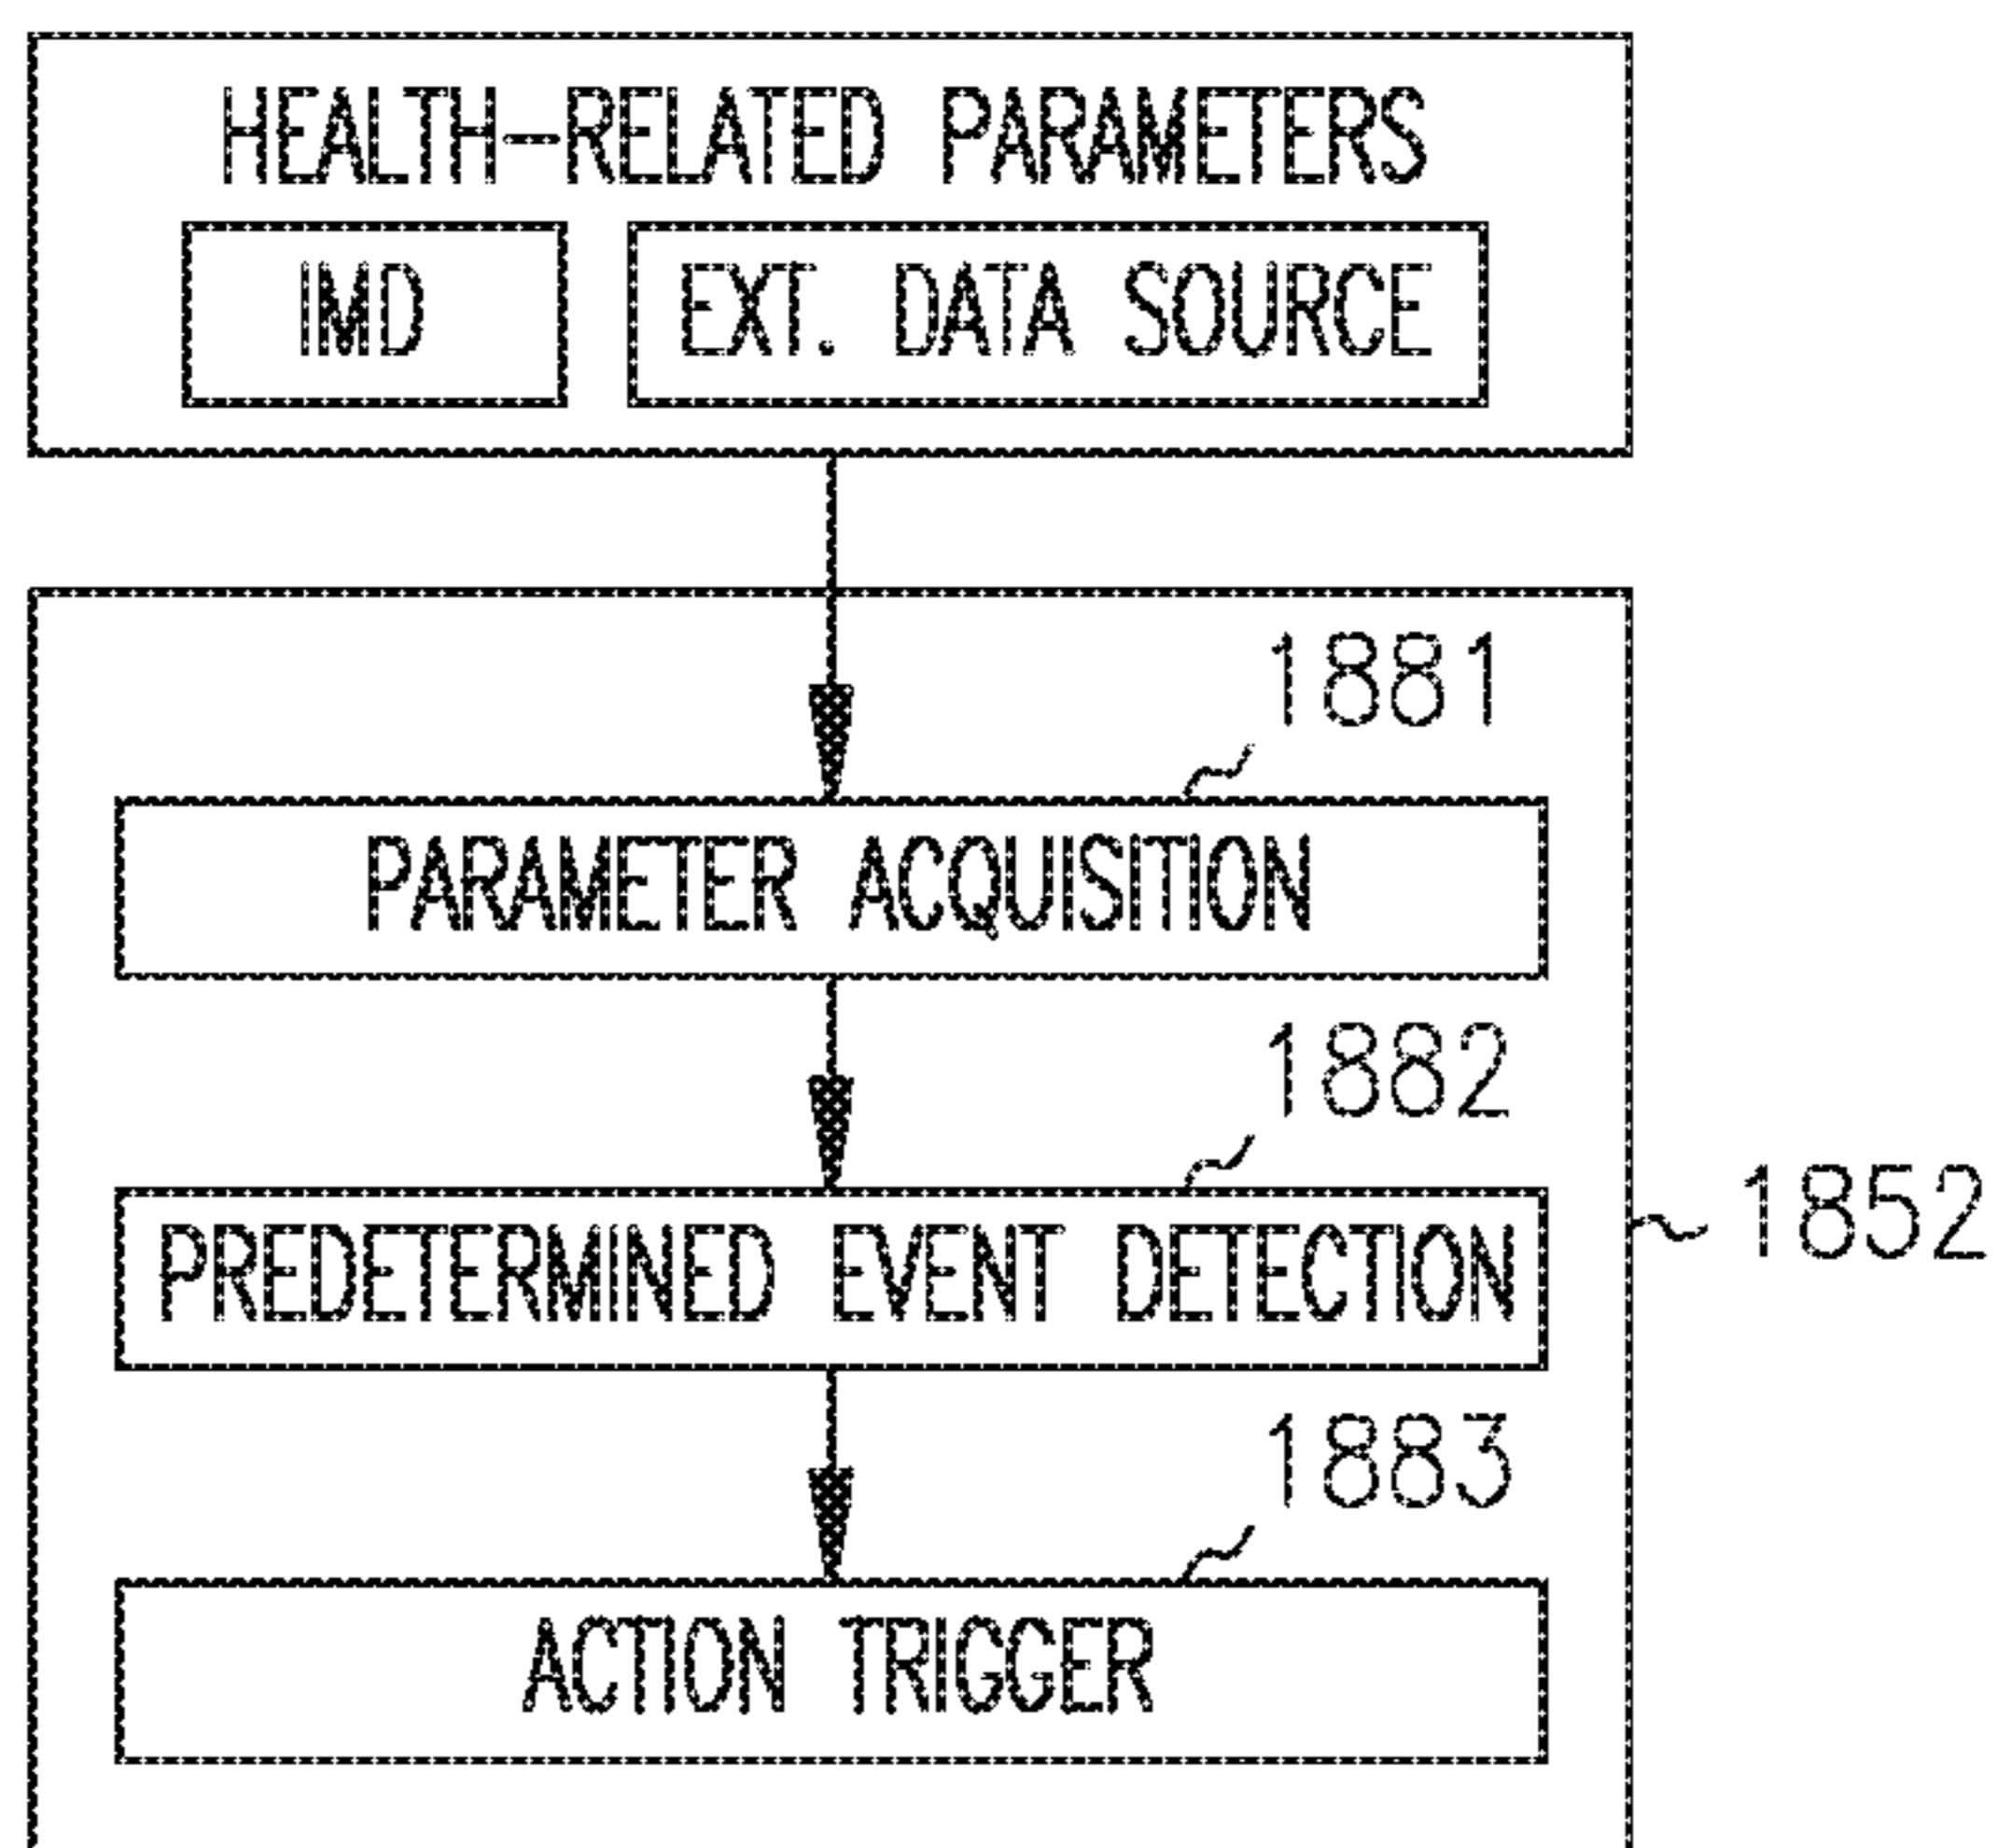 HEALTH-RELATED PARAMETERS
IMD
EXT. DATA SOURCE
1881
PARAMETER ACQUISITION
1882
PREDETERMINED EVENT DETECTION
1852
1883
ACTION TRIGGER